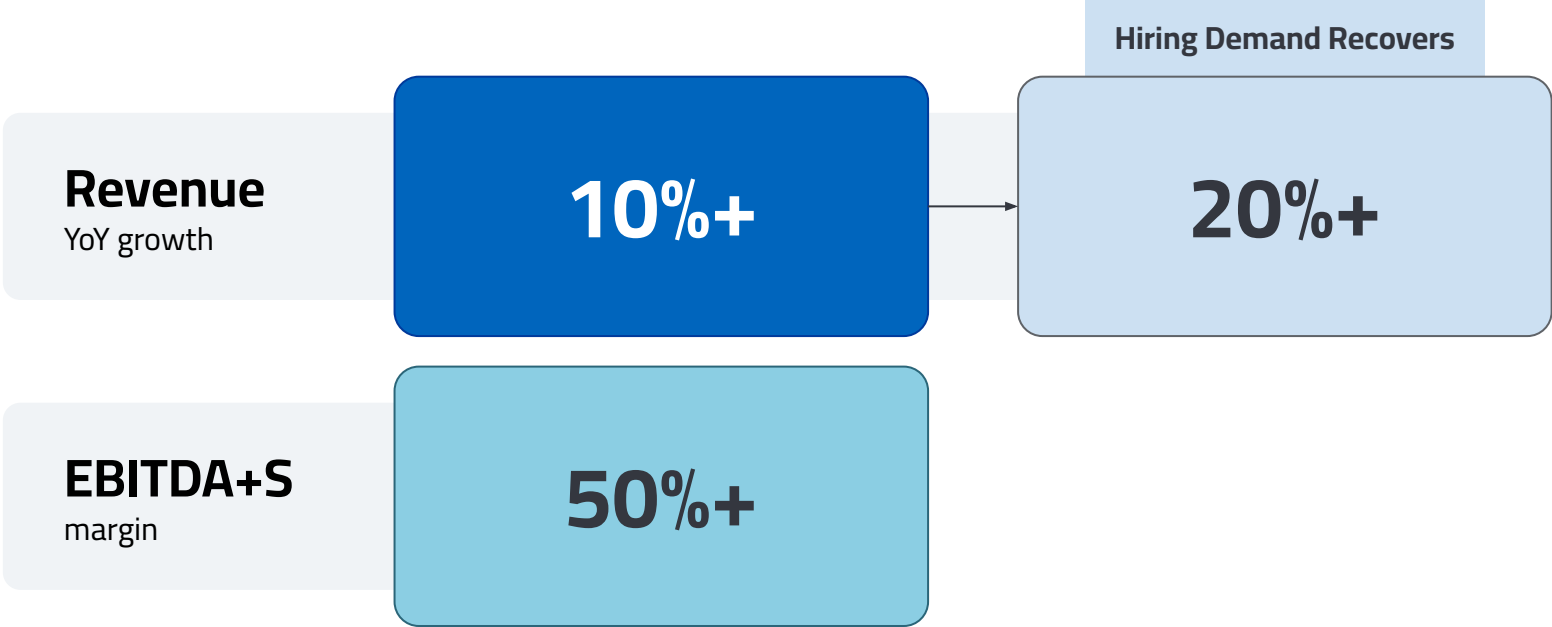 Hiring Demand Recovers
Revenue
YoY growth
10%+
20%+
EBITDA+S
margin
50%+